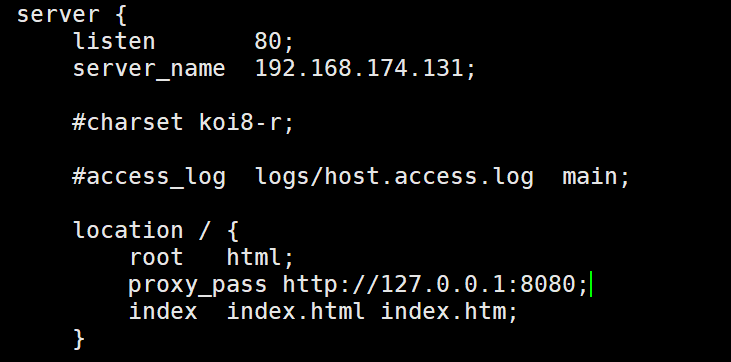 server {
    listen       80;
    server_name  192.168.174.131;
    #charset koi8-r;
    #access_log  logs/host.access.log  main;
    location / {
        root   html;
        proxy_pass http://127.0.0.1:8080;
        index  index.html index.htm;
    }